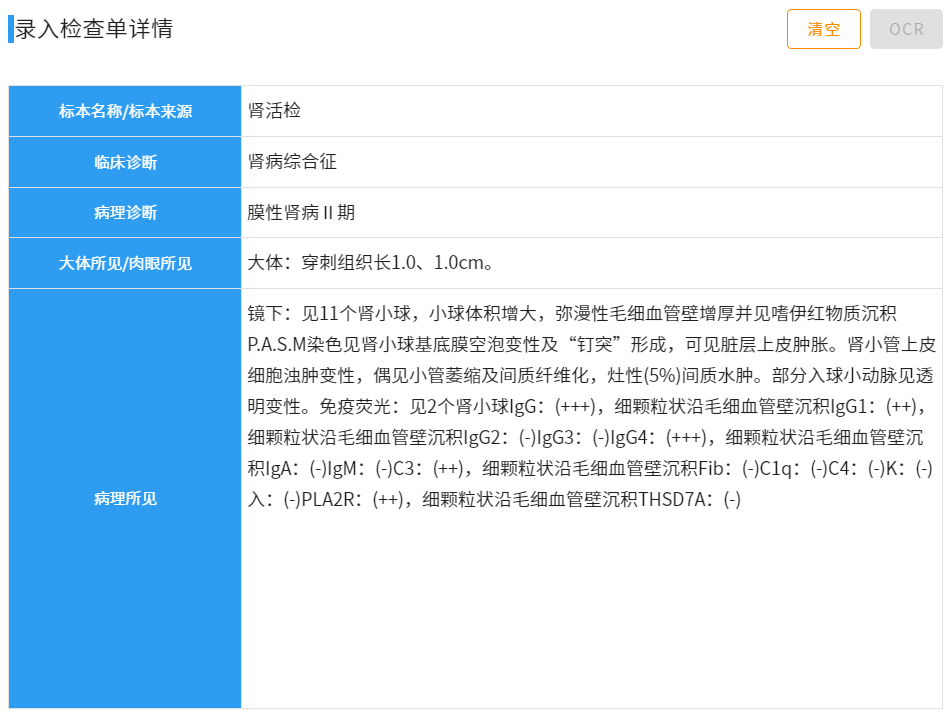 录入检查单详情
清空
OCR
标本名称/标本来源
肾活检
临床诊断
肾病综合征
病理诊断
膜性肾病Ⅱ期
大体所见/肉眼所见
大体：穿刺组织长1.0、1.0cm。
病理所见
镜下：见11个肾小球，小球体积增大，弥漫性毛细血管壁增厚并见嗜伊红物质沉积
P.A.S.M染色见肾小球基底膜空泡变性及“钉突”形成，可见脏层上皮肿胀。肾小管上皮
细胞浊肿变性，偶见小管萎缩及间质纤维化，灶性(5%)间质水肿。部分入球小动脉见透
明变性。免疫荧光：见2个肾小球IgG：(+++)，细颗粒状沿毛细血管壁沉积IgG1：(++)，
细颗粒状沿毛细血管壁沉积IgG2：(-)IgG3：(-)IgG4：(+++)，细颗粒状沿毛细血管壁沉
积IgA：(-)IgM：(-)C3：(++)，细颗粒状沿毛细血管壁沉积Fib：(-)C1q：(-)C4：(-)K：(-)
入：(-)PLA2R：(++)，细颗粒状沿毛细血管壁沉积THSD7A：(-)